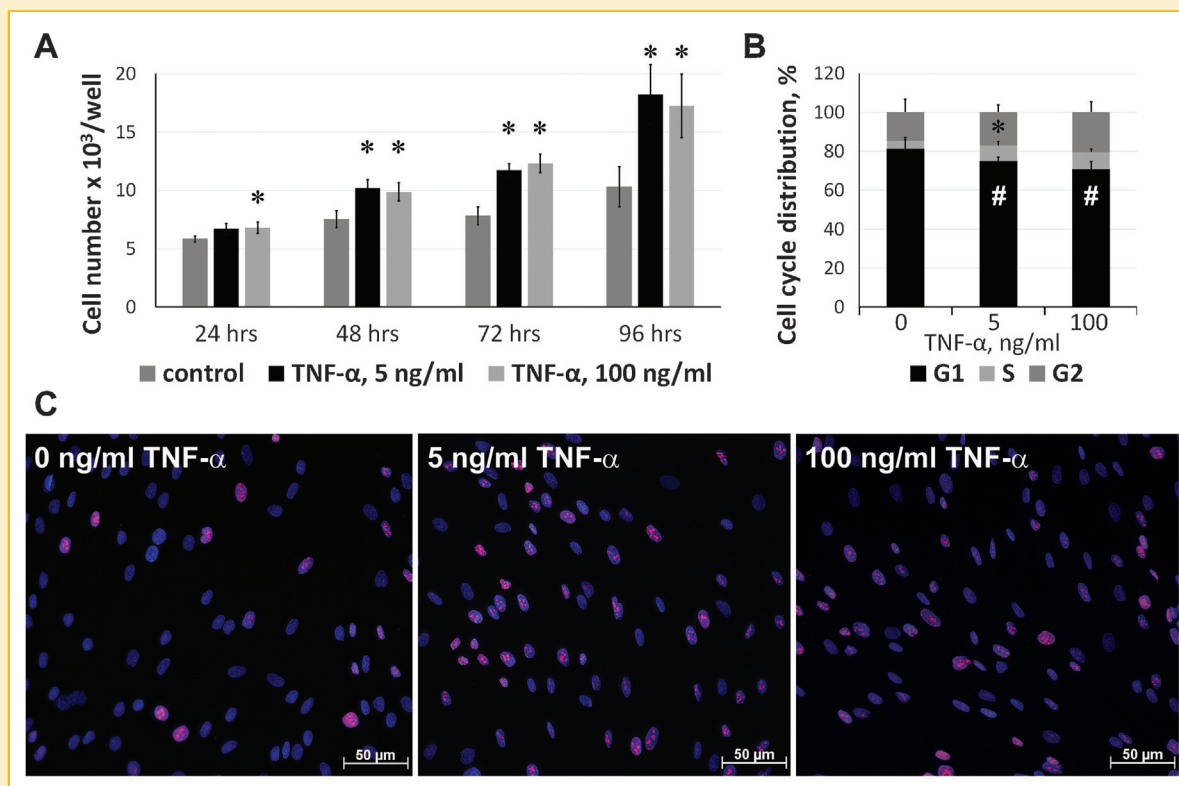 A
Cell number x 10³/well
20
15
10
5
0
* * * * * * *
24 hrs 48 hrs 72 hrs 96 hrs
control TNF-α, 5 ng/ml TNF-α, 100 ng/ml
B
Cell cycle distribution, %
120
100
80
60
40
20
0
*
# #
0 5 100
TNF-α, ng/ml
G1 S G2
C
0 ng/ml TNF-α
50 µm
5 ng/ml TNF-α
50 µm
100 ng/ml TNF-α
50 µm